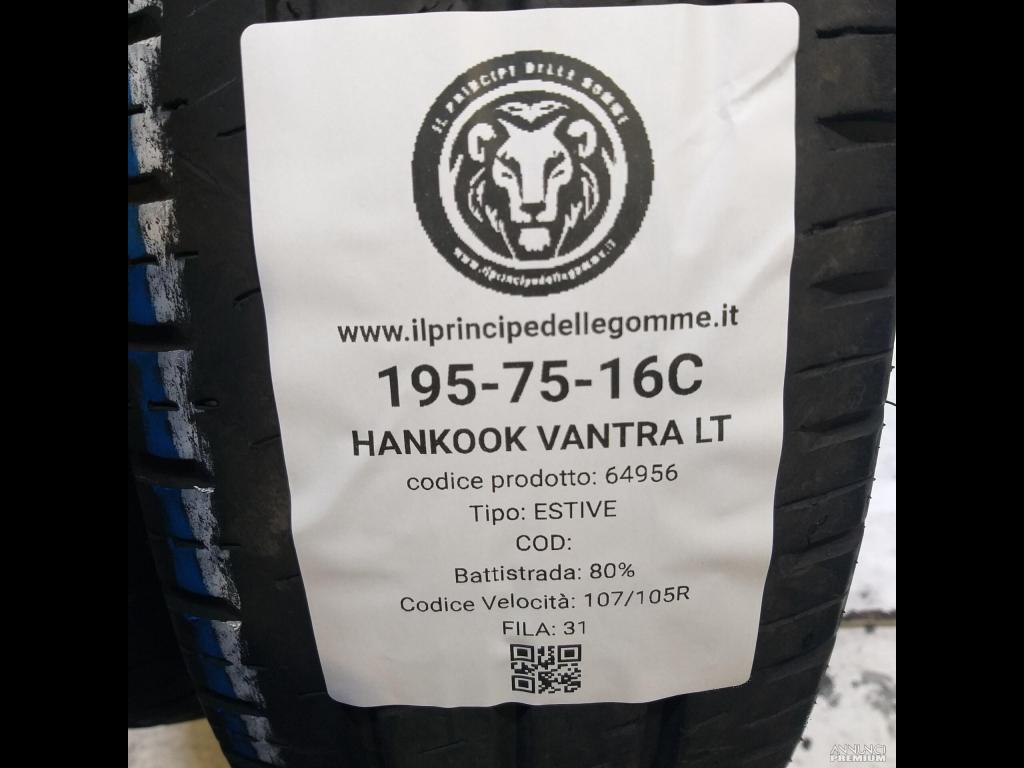 IL PRINCIPE DELLE GOMME
www.ilprincipedellegomme.it
www.ilprincipedellegomme.it
195-75-16C
HANKOOK VANTRA LT
codice prodotto: 64956
Tipo: ESTIVE
COD:
Battistrada: 80%
Codice Velocità: 107/105R
FILA: 31
ANNUNCI
PREMIUM